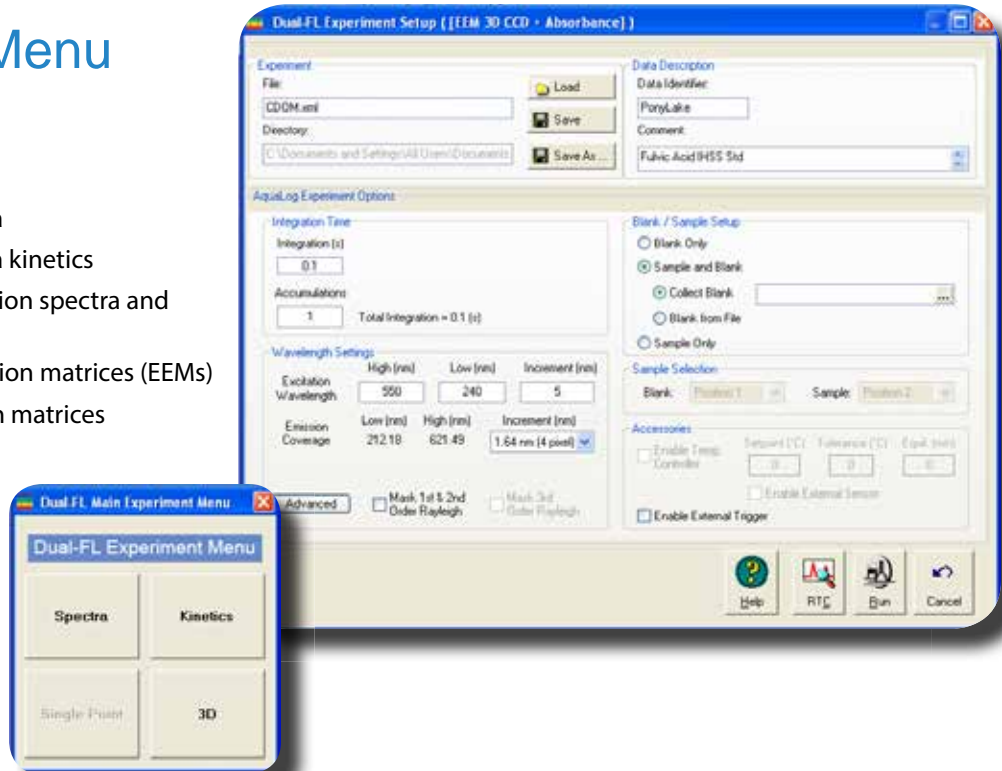 Menu
kinetics
ion spectra and
ion matrices (EEMs)
matrices
Dual-FL Experiment Setup ( [EEM 3D CCD + Absorbance] )
Experiment
File:
CDOM.xml
Directory:
C:\Documents and Settings\All Users\Documents
Load
Save
Save As...
Data Description
Data Identifier:
PonyLake
Comment:
Fulvic Acid IHSS Std
AquaLog Experiment Options
Integration Time
Integration (s)
0.1
Accumulations
1 Total Integration = 0.1 (s)
Wavelength Settings
High (nm) Low (nm) Increment (nm)
Excitation Wavelength 550 240 5
Low (nm) High (nm) Increment (nm)
Emission Coverage 212.18 621.49 1.64 nm (4 pixel)
Advanced
Mask 1st & 2nd Order Rayleigh
Mask 3rd Order Rayleigh
Blank / Sample Setup
Blank Only
Sample and Blank
Collect Blank ...
Blank from File
Sample Only
Sample Selection
Blank: Position 1 Sample: Position 2
Accessories
Enable Temp. Controller
Setpoint (°C) Tolerance (°C) Equil. (min)
0 0 0
Enable External Sensor
Enable External Trigger
Help
RTC
Run
Cancel
Dual-FL Main Experiment Menu
Dual-FL Experiment Menu
Spectra
Kinetics
Single Point
3D